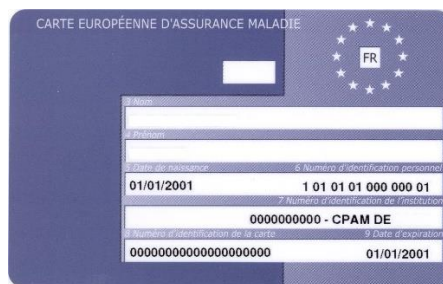 CARTE EUROPÉENNE D'ASSURANCE MALADIE
FR
3 Nom
4 Prénom
5 Date de naissance 6 Numéro d'identification personnel
01/01/2001 1 01 01 01 000 000 01
7 Numéro d'identification de l'institution
0000000000 - CPAM DE
8 Numéro d'identification de la carte 9 Date d'expiration
00000000000000000000 01/01/2001